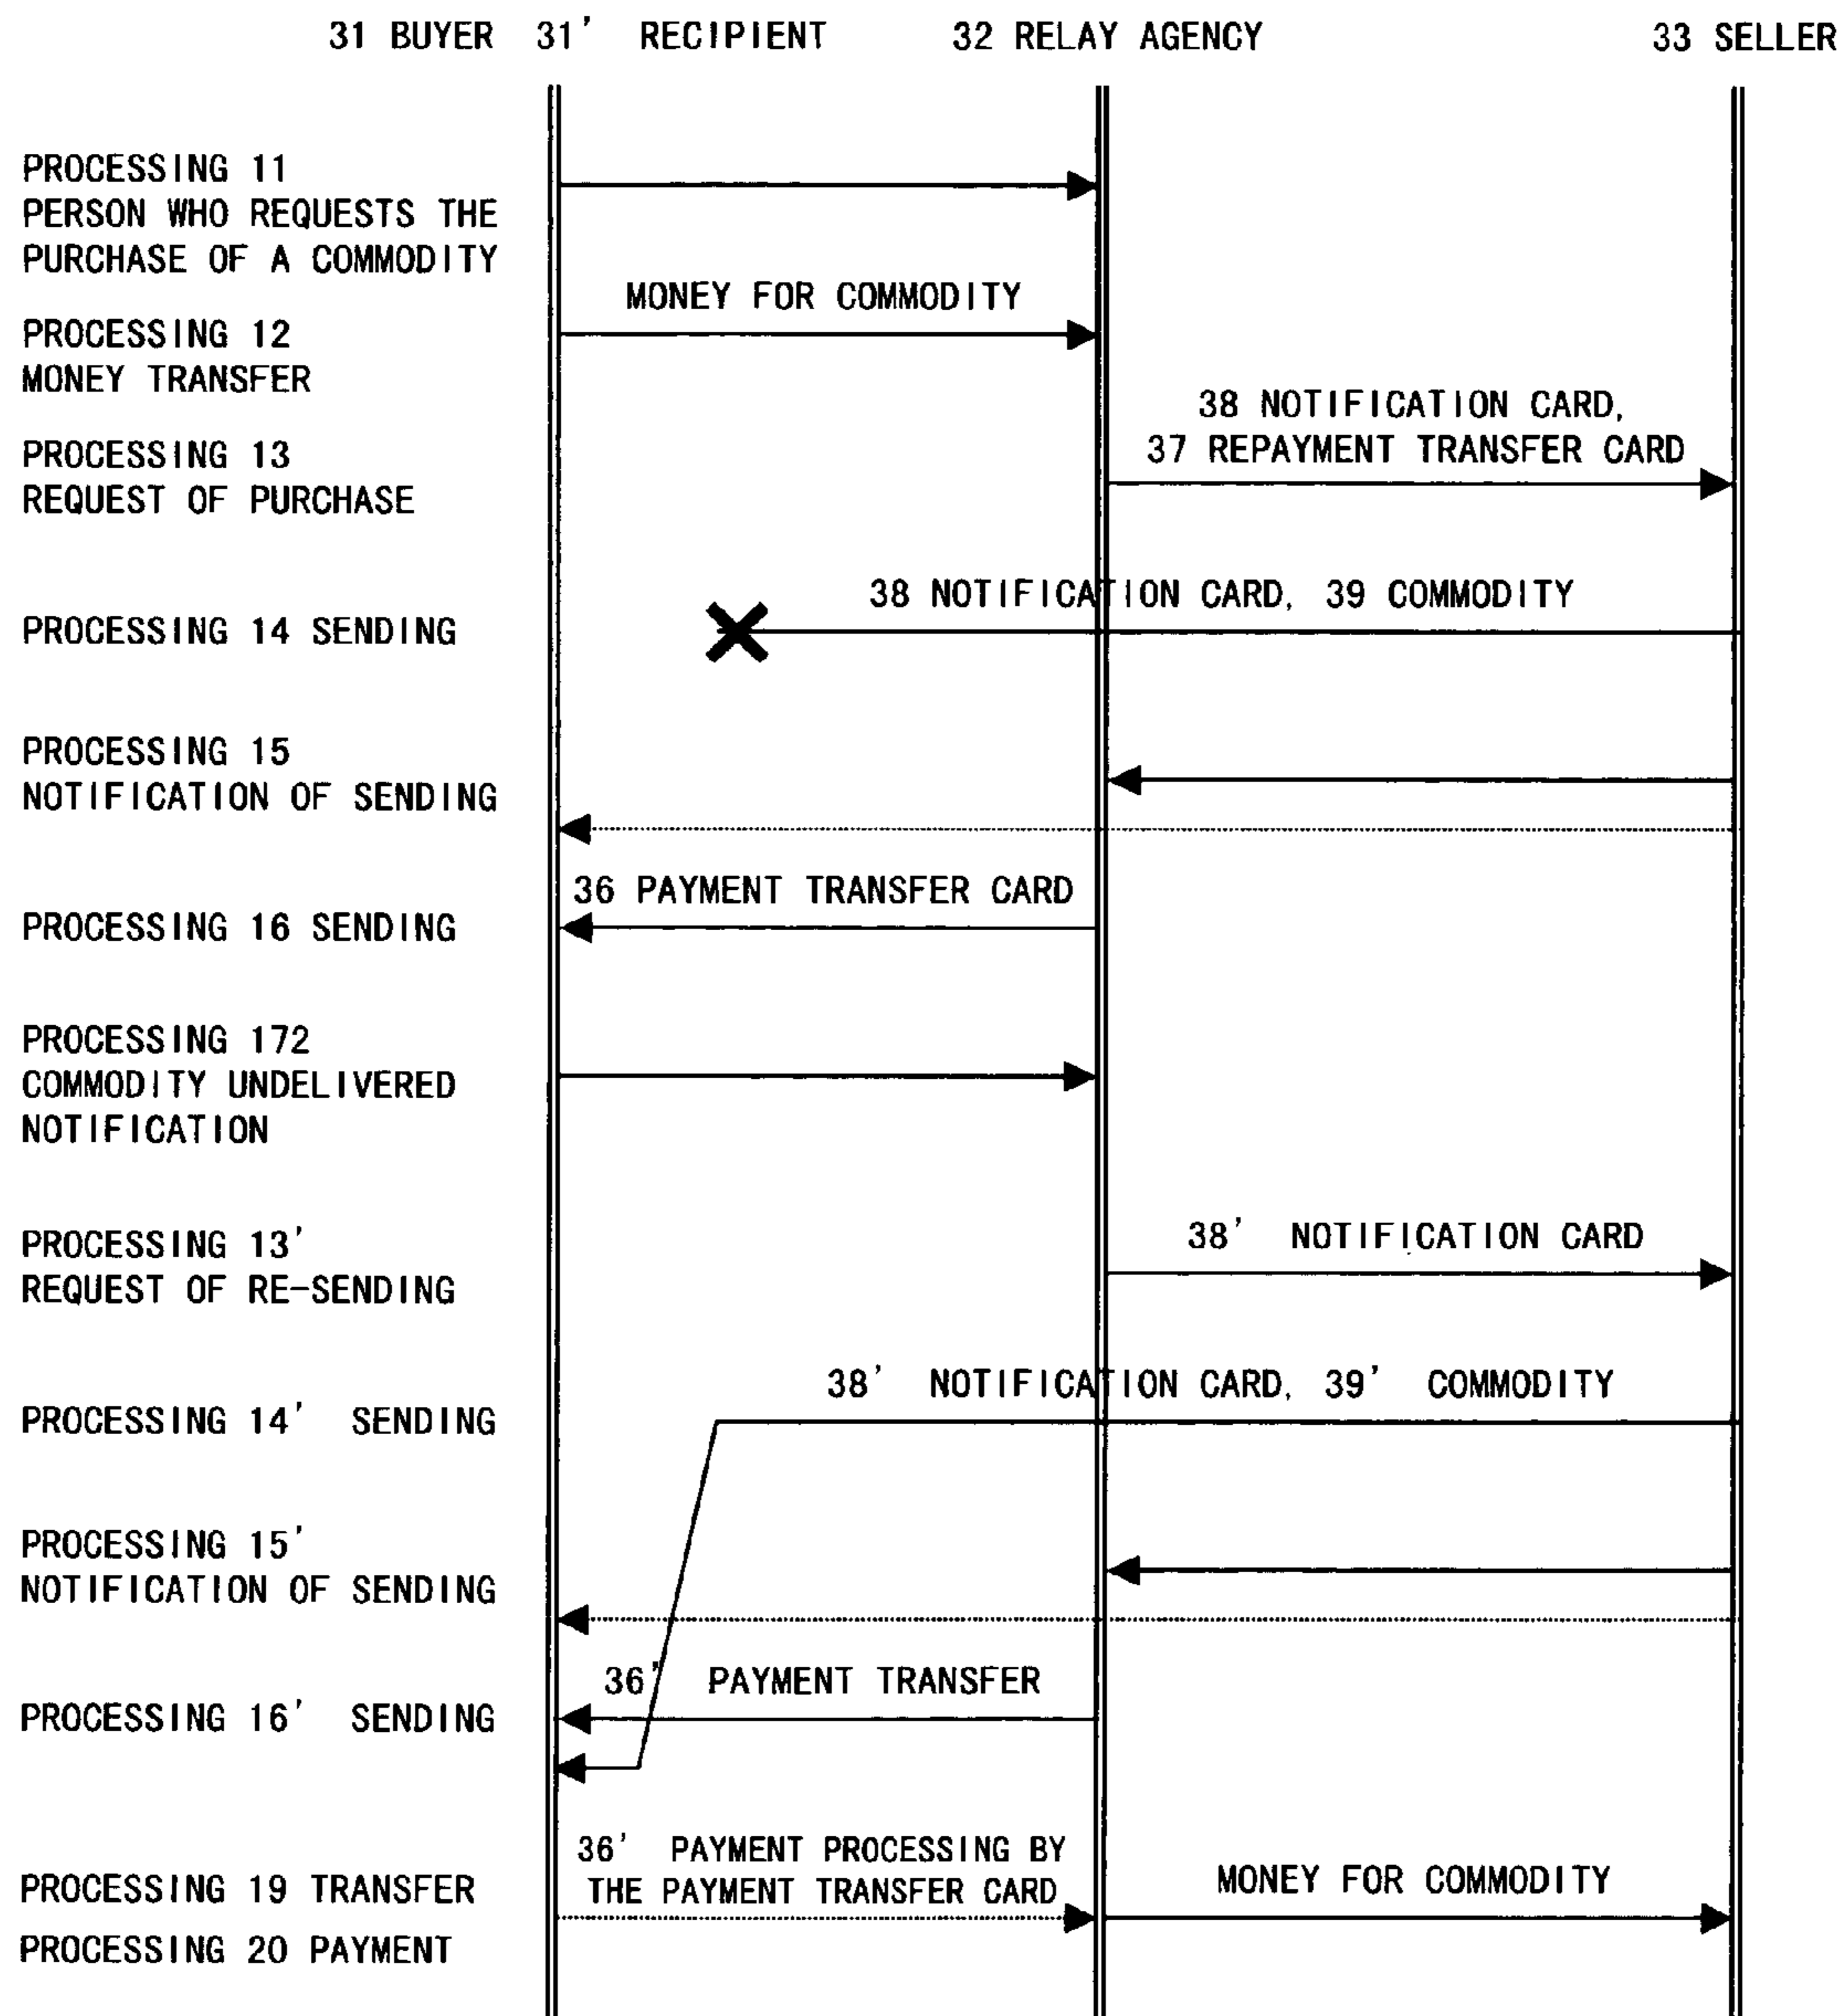 31 BUYER 31' RECIPIENT 32 RELAY AGENCY 33 SELLER
PROCESSING 11
PERSON WHO REQUESTS THE
PURCHASE OF A COMMODITY
MONEY FOR COMMODITY
PROCESSING 12
MONEY TRANSFER
38 NOTIFICATION CARD,
37 REPAYMENT TRANSFER CARD
PROCESSING 13
REQUEST OF PURCHASE
38 NOTIFICATION CARD, 39 COMMODITY
PROCESSING 14 SENDING
PROCESSING 15
NOTIFICATION OF SENDING
36 PAYMENT TRANSFER CARD
PROCESSING 16 SENDING
PROCESSING 172
COMMODITY UNDELIVERED
NOTIFICATION
38' NOTIFICATION CARD
PROCESSING 13'
REQUEST OF RE-SENDING
38' NOTIFICATION CARD, 39' COMMODITY
PROCESSING 14' SENDING
PROCESSING 15'
NOTIFICATION OF SENDING
36' PAYMENT TRANSFER
PROCESSING 16' SENDING
36' PAYMENT PROCESSING BY
THE PAYMENT TRANSFER CARD
MONEY FOR COMMODITY
PROCESSING 19 TRANSFER
PROCESSING 20 PAYMENT